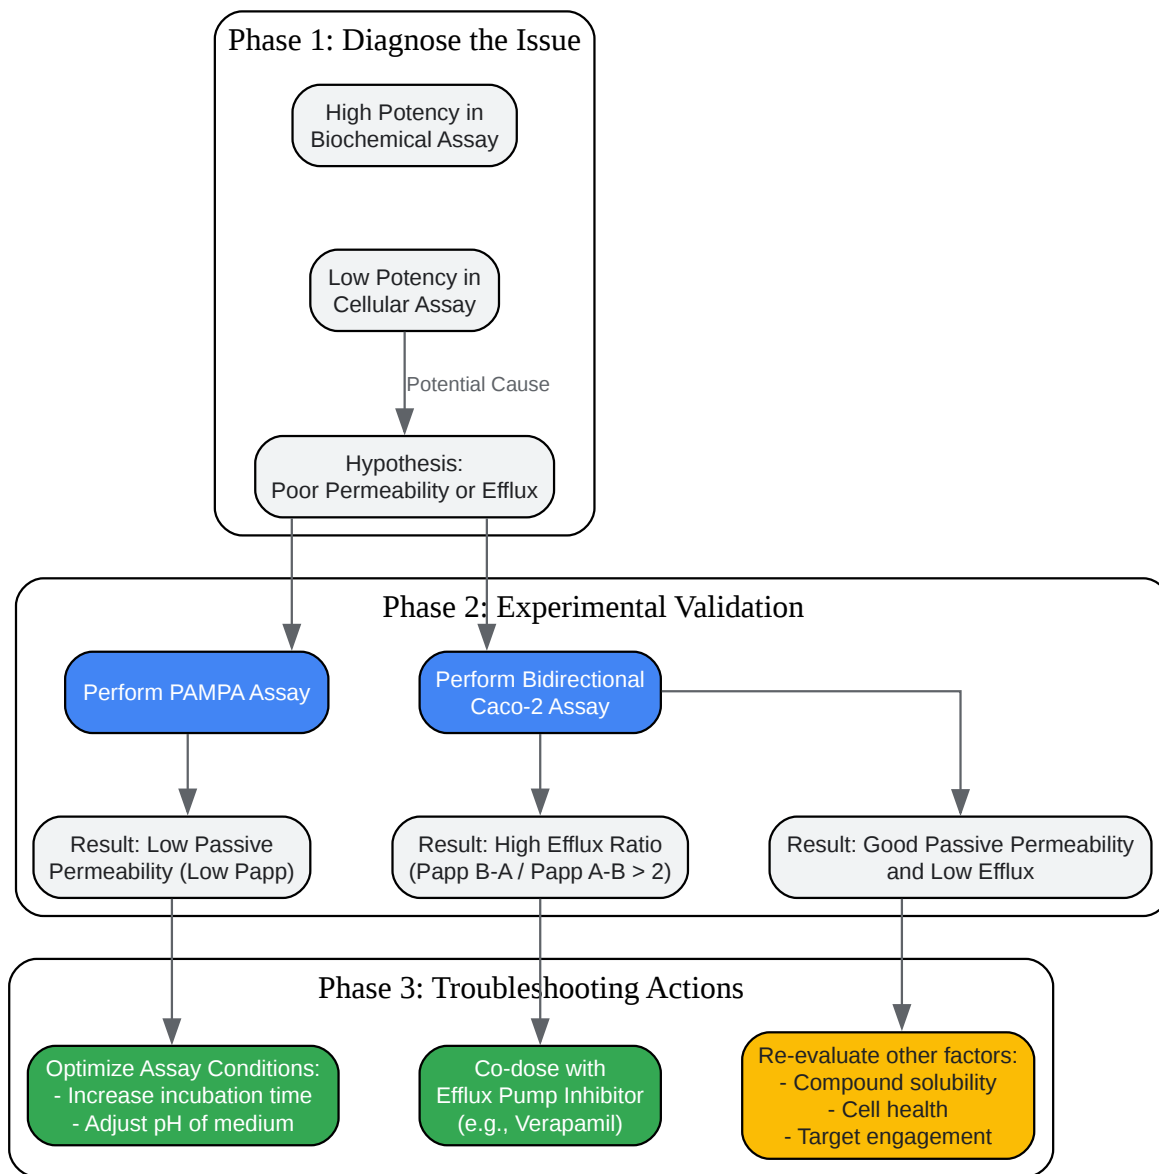 Phase 1: Diagnose the Issue
High Potency in
Biochemical Assay
Low Potency in
Cellular Assay
Potential Cause
Hypothesis:
Poor Permeability or Efflux
Phase 2: Experimental Validation
Perform PAMPA Assay
Perform Bidirectional
Caco-2 Assay
Result: Low Passive
Permeability (Low Papp)
Result: High Efflux Ratio
(Papp B-A / Papp A-B > 2)
Result: Good Passive Permeability
and Low Efflux
Phase 3: Troubleshooting Actions
Optimize Assay Conditions:
- Increase incubation time
- Adjust pH of medium
Co-dose with
Efflux Pump Inhibitor
(e.g., Verapamil)
Re-evaluate other factors:
- Compound solubility
- Cell health
- Target engagement